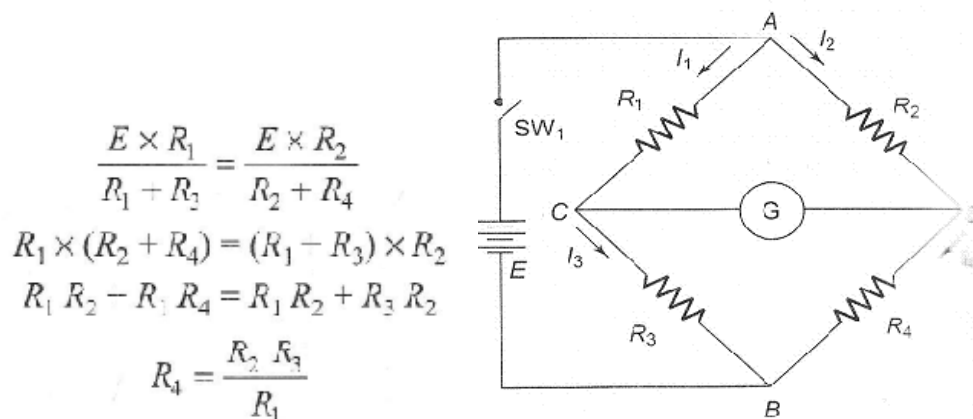 E × R₁ / R₁ + R₃ = E × R₂ / R₂ + R₄
R₁ × (R₂ + R₄) = (R₁ + R₃) × R₂
R₁ R₂ + R₁ R₄ = R₁ R₂ + R₃ R₂
R₄ = R₂ R₃ / R₁
A
I₁
I₂
R₁
R₂
SW₁
C
G
E
I₃
R₃
R₄
B